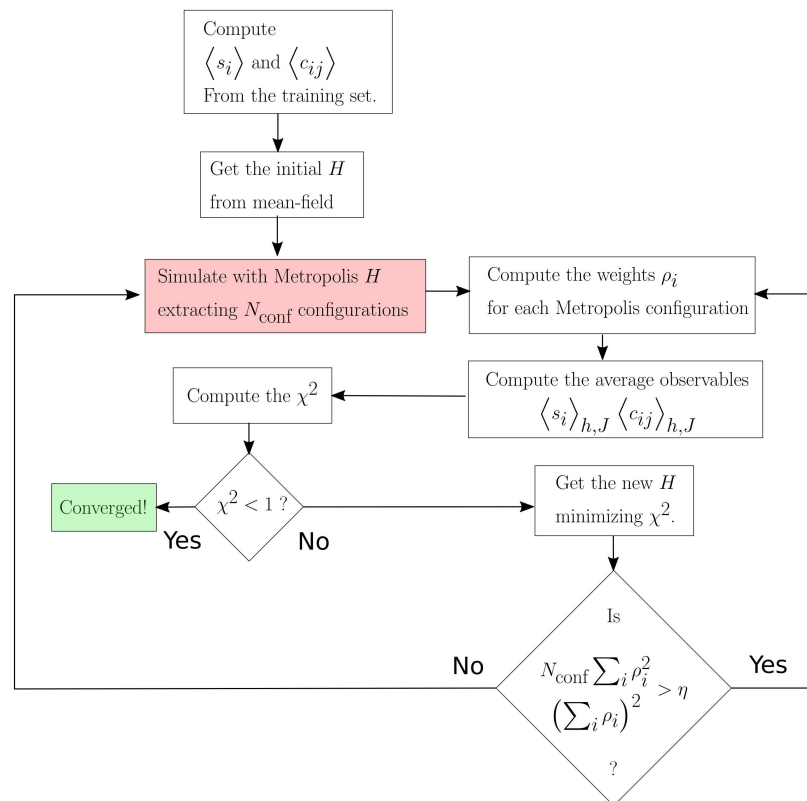 Compute
⟨s_i⟩ and ⟨c_ij⟩
From the training set.
Get the initial H
from mean-field
Simulate with Metropolis H
extracting N_conf configurations
Compute the weights ρ_i
for each Metropolis configuration
Compute the average observables
⟨s_i⟩_h,J ⟨c_ij⟩_h,J
Compute the χ²
χ² < 1 ?
Converged!
Yes
No
Get the new H
minimizing χ².
Is
N_conf ∑_i ρ_i²
(∑_i ρ_i)² > η
?
No
Yes